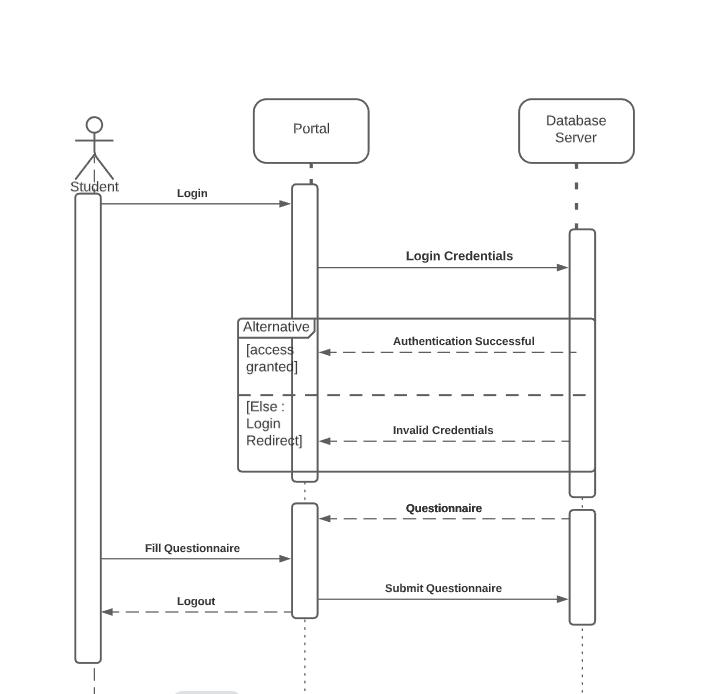 Portal
Database
Server
Student
Login
Login Credentials
Alternative
[access
granted]
Authentication Successful
[Else :
Login
Redirect]
Invalid Credentials
Questionnaire
Fill Questionnaire
Submit Questionnaire
Logout